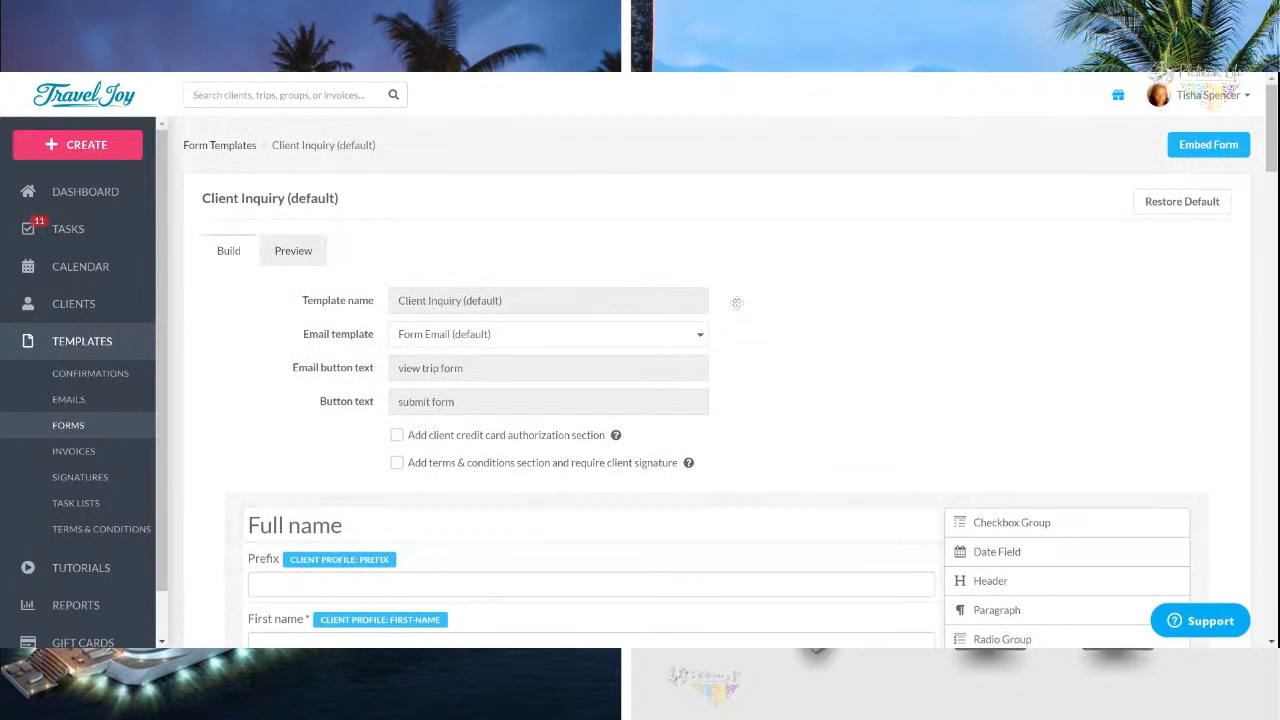 Travel Joy
Search clients, trips, groups, or invoices...
Tisha Spencer
CREATE
DASHBOARD
11
TASKS
CALENDAR
CLIENTS
TEMPLATES
CONFIRMATIONS
EMAILS
FORMS
INVOICES
SIGNATURES
TASK LISTS
TERMS & CONDITIONS
TUTORIALS
REPORTS
GIFT CARDS
Form Templates / Client Inquiry (default)
Embed Form
Client Inquiry (default)
Restore Default
Build
Preview
Template name
Client Inquiry (default)
Email template
Form Email (default)
Email button text
view trip form
Button text
submit form
Add client credit card authorization section
Add terms & conditions section and require client signature
Full name
Prefix CLIENT PROFILE: PREFIX
First name * CLIENT PROFILE: FIRST-NAME
Checkbox Group
Date Field
H Header
¶ Paragraph
Radio Group
Support